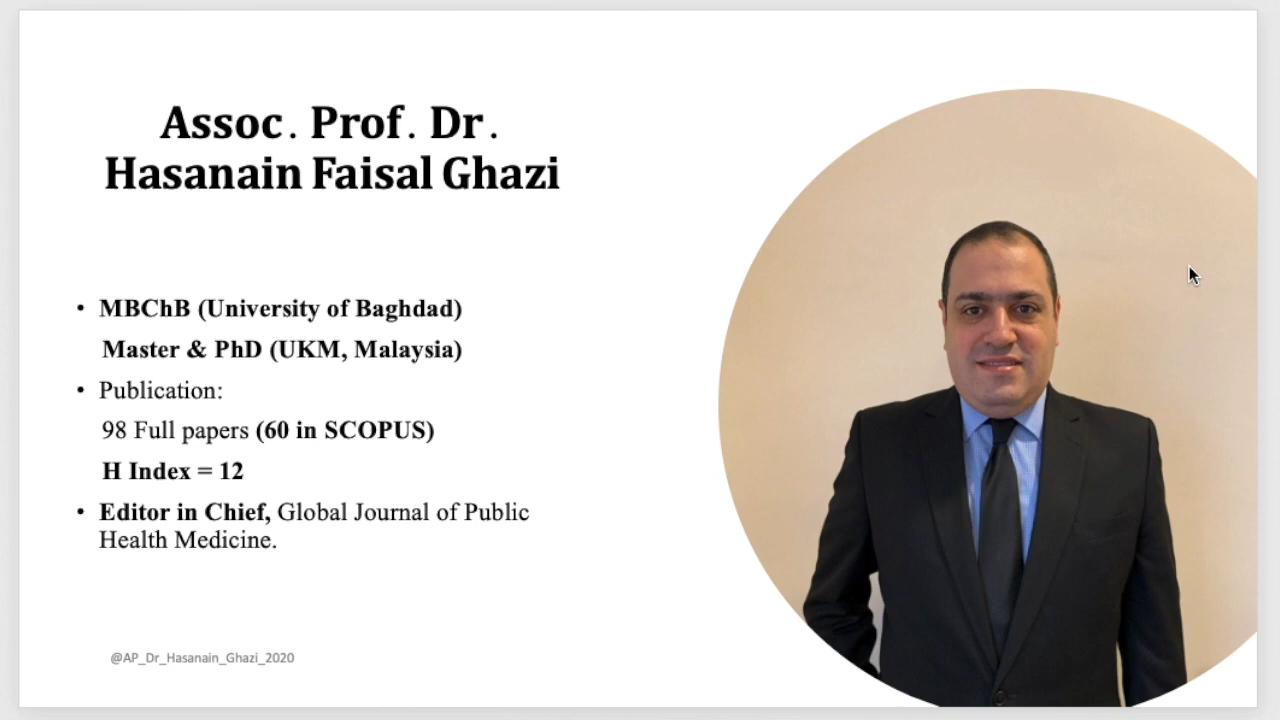 Assoc. Prof. Dr.
Hasanain Faisal Ghazi
• MBChB (University of Baghdad)
Master & PhD (UKM, Malaysia)
• Publication:
98 Full papers (60 in SCOPUS)
H Index = 12
• Editor in Chief, Global Journal of Public
Health Medicine.
@AP_Dr_Hasanain_Ghazi_2020